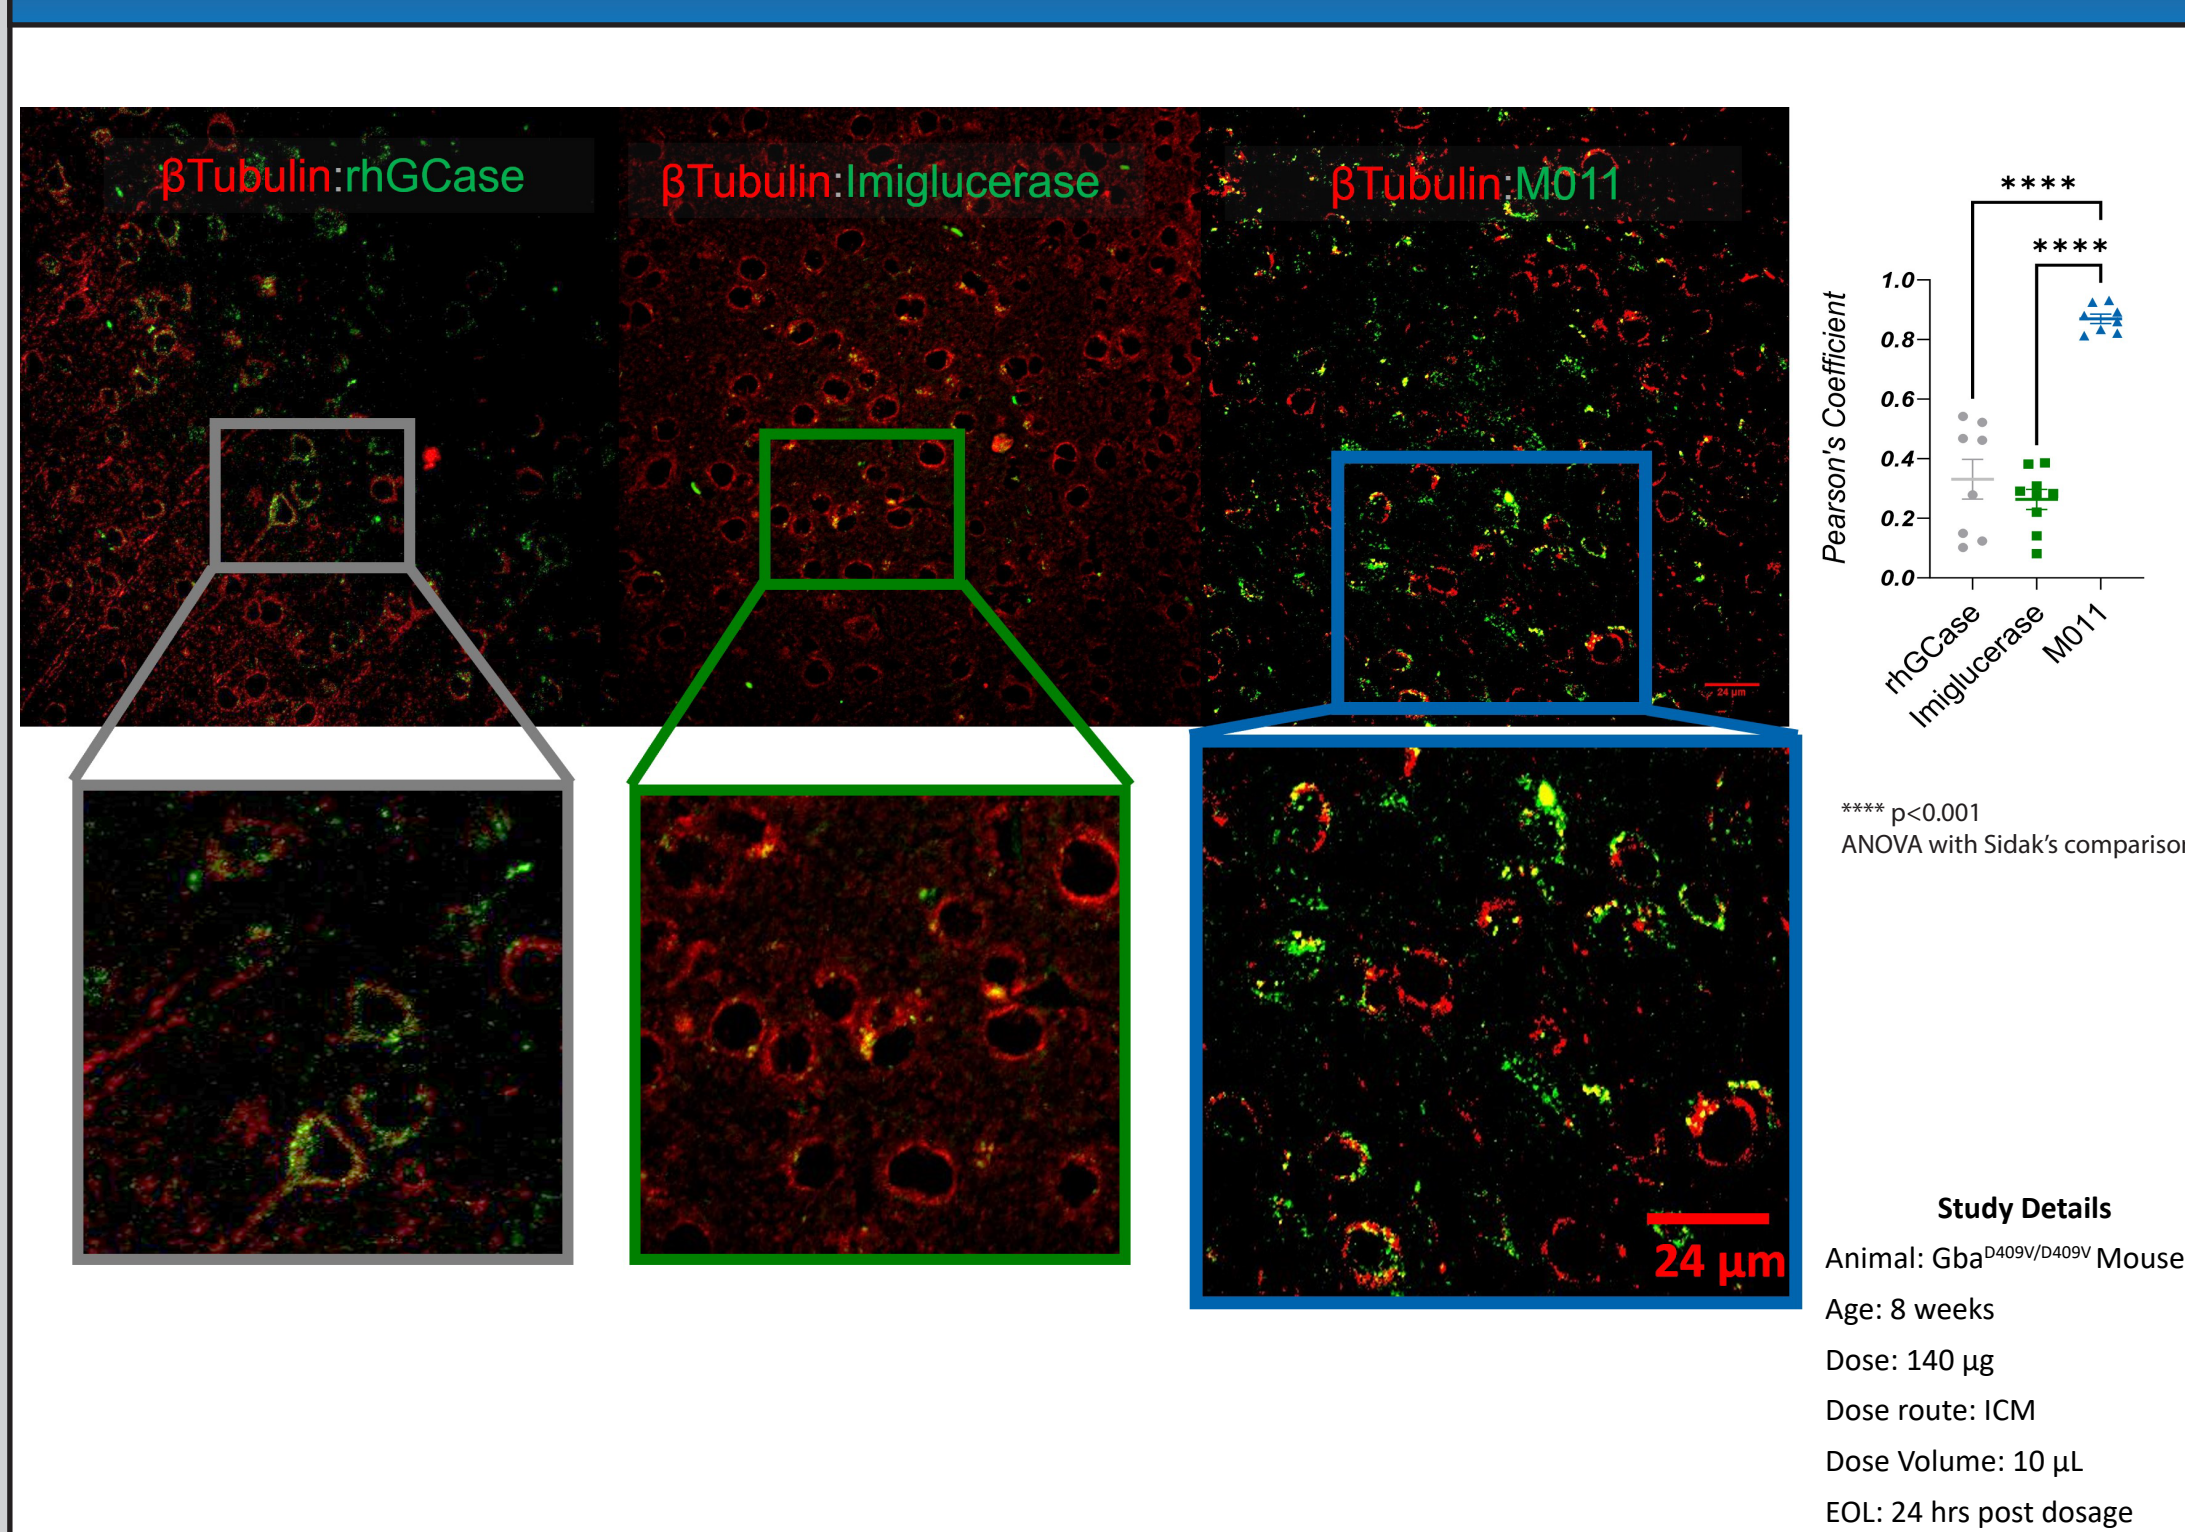 βTubulin:rhGCase
βTubulin:Imiglucerase
βTubulin:M011
24 µm
24 µm
****
****
Pearson's Coefficient
1.0
0.8
0.6
0.4
0.2
0.0
rhGCase
Imiglucerase
M011
**** p<0.001
ANOVA with Sidak’s comparison
Study Details
Animal: Gba^D409V/D409V Mouse
Age: 8 weeks
Dose: 140 µg
Dose route: ICM
Dose Volume: 10 µL
EOL: 24 hrs post dosage